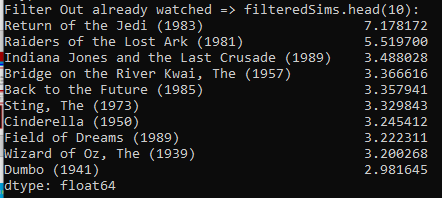 Filter Out already watched => filteredSims.head(10):
Return of the Jedi (1983) 7.178172
Raiders of the Lost Ark (1981) 5.519700
Indiana Jones and the Last Crusade (1989) 3.488028
Bridge on the River Kwai, The (1957) 3.366616
Back to the Future (1985) 3.357941
Sting, The (1973) 3.329843
Cinderella (1950) 3.245412
Field of Dreams (1989) 3.222311
Wizard of Oz, The (1939) 3.200268
Dumbo (1941) 2.981645
dtype: float64